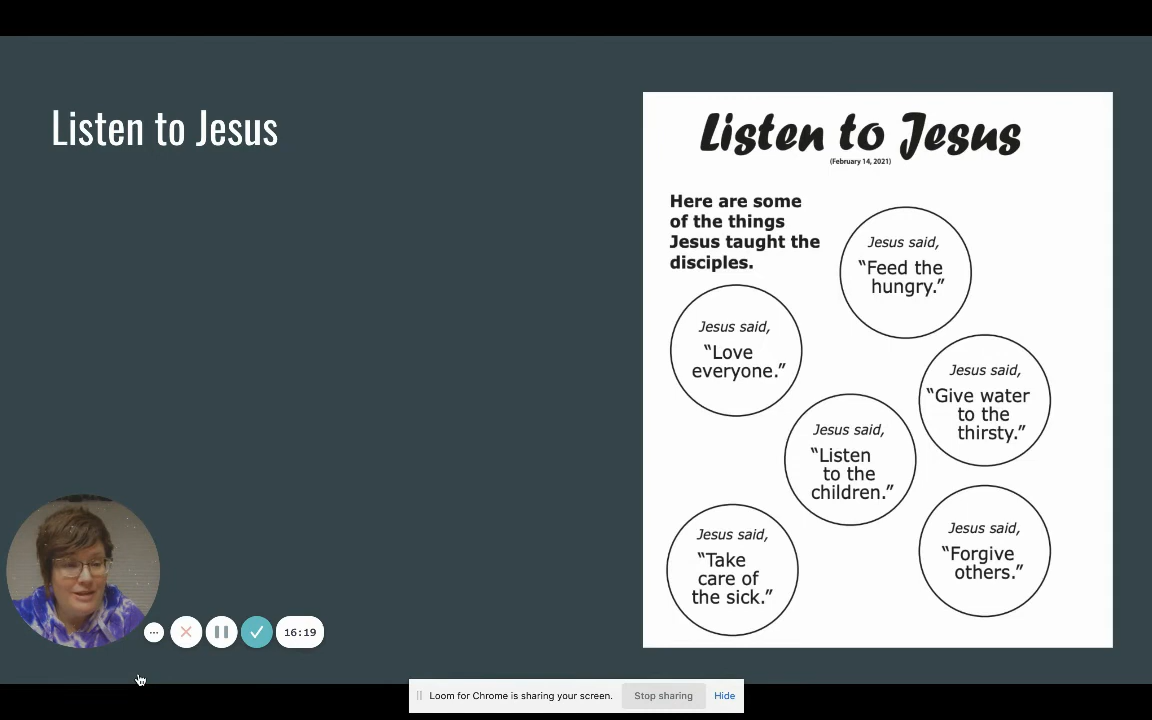 Listen to Jesus
Listen to Jesus
(February 14, 2021)
Here are some
of the things
Jesus taught the
disciples.
Jesus said,
“Feed the
hungry.”
Jesus said,
“Love
everyone.”
Jesus said,
“Give water
to the
thirsty.”
Jesus said,
“Listen
to the
children.”
Jesus said,
“Take
care of
the sick.”
Jesus said,
“Forgive
others.”
16:19
Loom for Chrome is sharing your screen.
Stop sharing
Hide